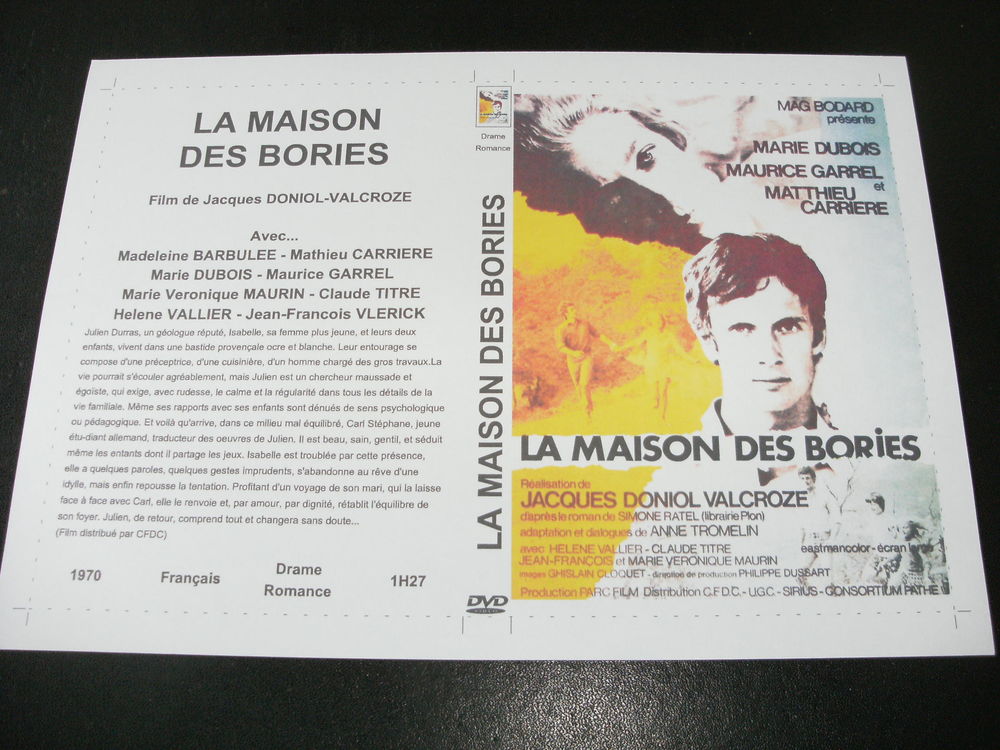 LA MAISON
DES BORIES
Film de Jacques DONIOL-VALCROZE
Avec...
Madeleine BARBULEE - Mathieu CARRIERE
Marie DUBOIS - Maurice GARREL
Marie Veronique MAURIN - Claude TITRE
Helene VALLIER - Jean-Francois VLERICK
Julien Durras, un géologue réputé, Isabelle, sa femme plus jeune, et leurs deux
enfants, vivent dans une bastide provençale ocre et blanche. Leur entourage se
compose d'une préceptrice, d'une cuisinière, d'un homme chargé des gros travaux.La
vie pourrait s'écouler agréablement, mais Julien est un chercheur maussade et
égoïste, qui exige, avec rudesse, le calme et la régularité dans tous les détails de la
vie familiale. Même ses rapports avec ses enfants sont dénués de sens psychologique
ou pédagogique. Et voilà qu'arrive, dans ce milieu mal équilibré, Carl Stéphane, jeune
étu-diant allemand, traducteur des oeuvres de Julien. Il est beau, sain, gentil, et séduit
même les enfants dont il partage les jeux. Isabelle est troublée par cette présence,
elle a quelques paroles, quelques gestes imprudents, s'abandonne au rêve d'une
idylle, mais enfin repousse la tentation. Profitant d'un voyage de son mari, qui la laisse
face à face avec Carl, elle le renvoie et, par amour, par dignité, rétablit l'équilibre de
son foyer. Julien, de retour, comprend tout et changera sans doute...
(Film distribué par CFDC)
1970
Français
Drame
Romance
1H27
Drame
Romance
LA MAISON DES BORIES
DVD
MAG BODARD
présente
MARIE DUBOIS
MAURICE GARREL
et
MATTHIEU
CARRIERE
LA MAISON DES BORIES
Réalisation de
JACQUES DONIOL VALCROZE
d'après le roman de SIMONE RATEL (librairie Plon)
adaptation et dialogues de ANNE TROMELIN
avec HELENE VALLIER - CLAUDE TITRE
JEAN-FRANÇOIS et MARIE VERONIQUE MAURIN
eastmancolor - écran large
images GHISLAIN CLOQUET - direction de production PHILIPPE DUSSART
Production PARC FILM Distribution C.F.D.C. - U.G.C. - SIRIUS - CONSORTIUM PATHE